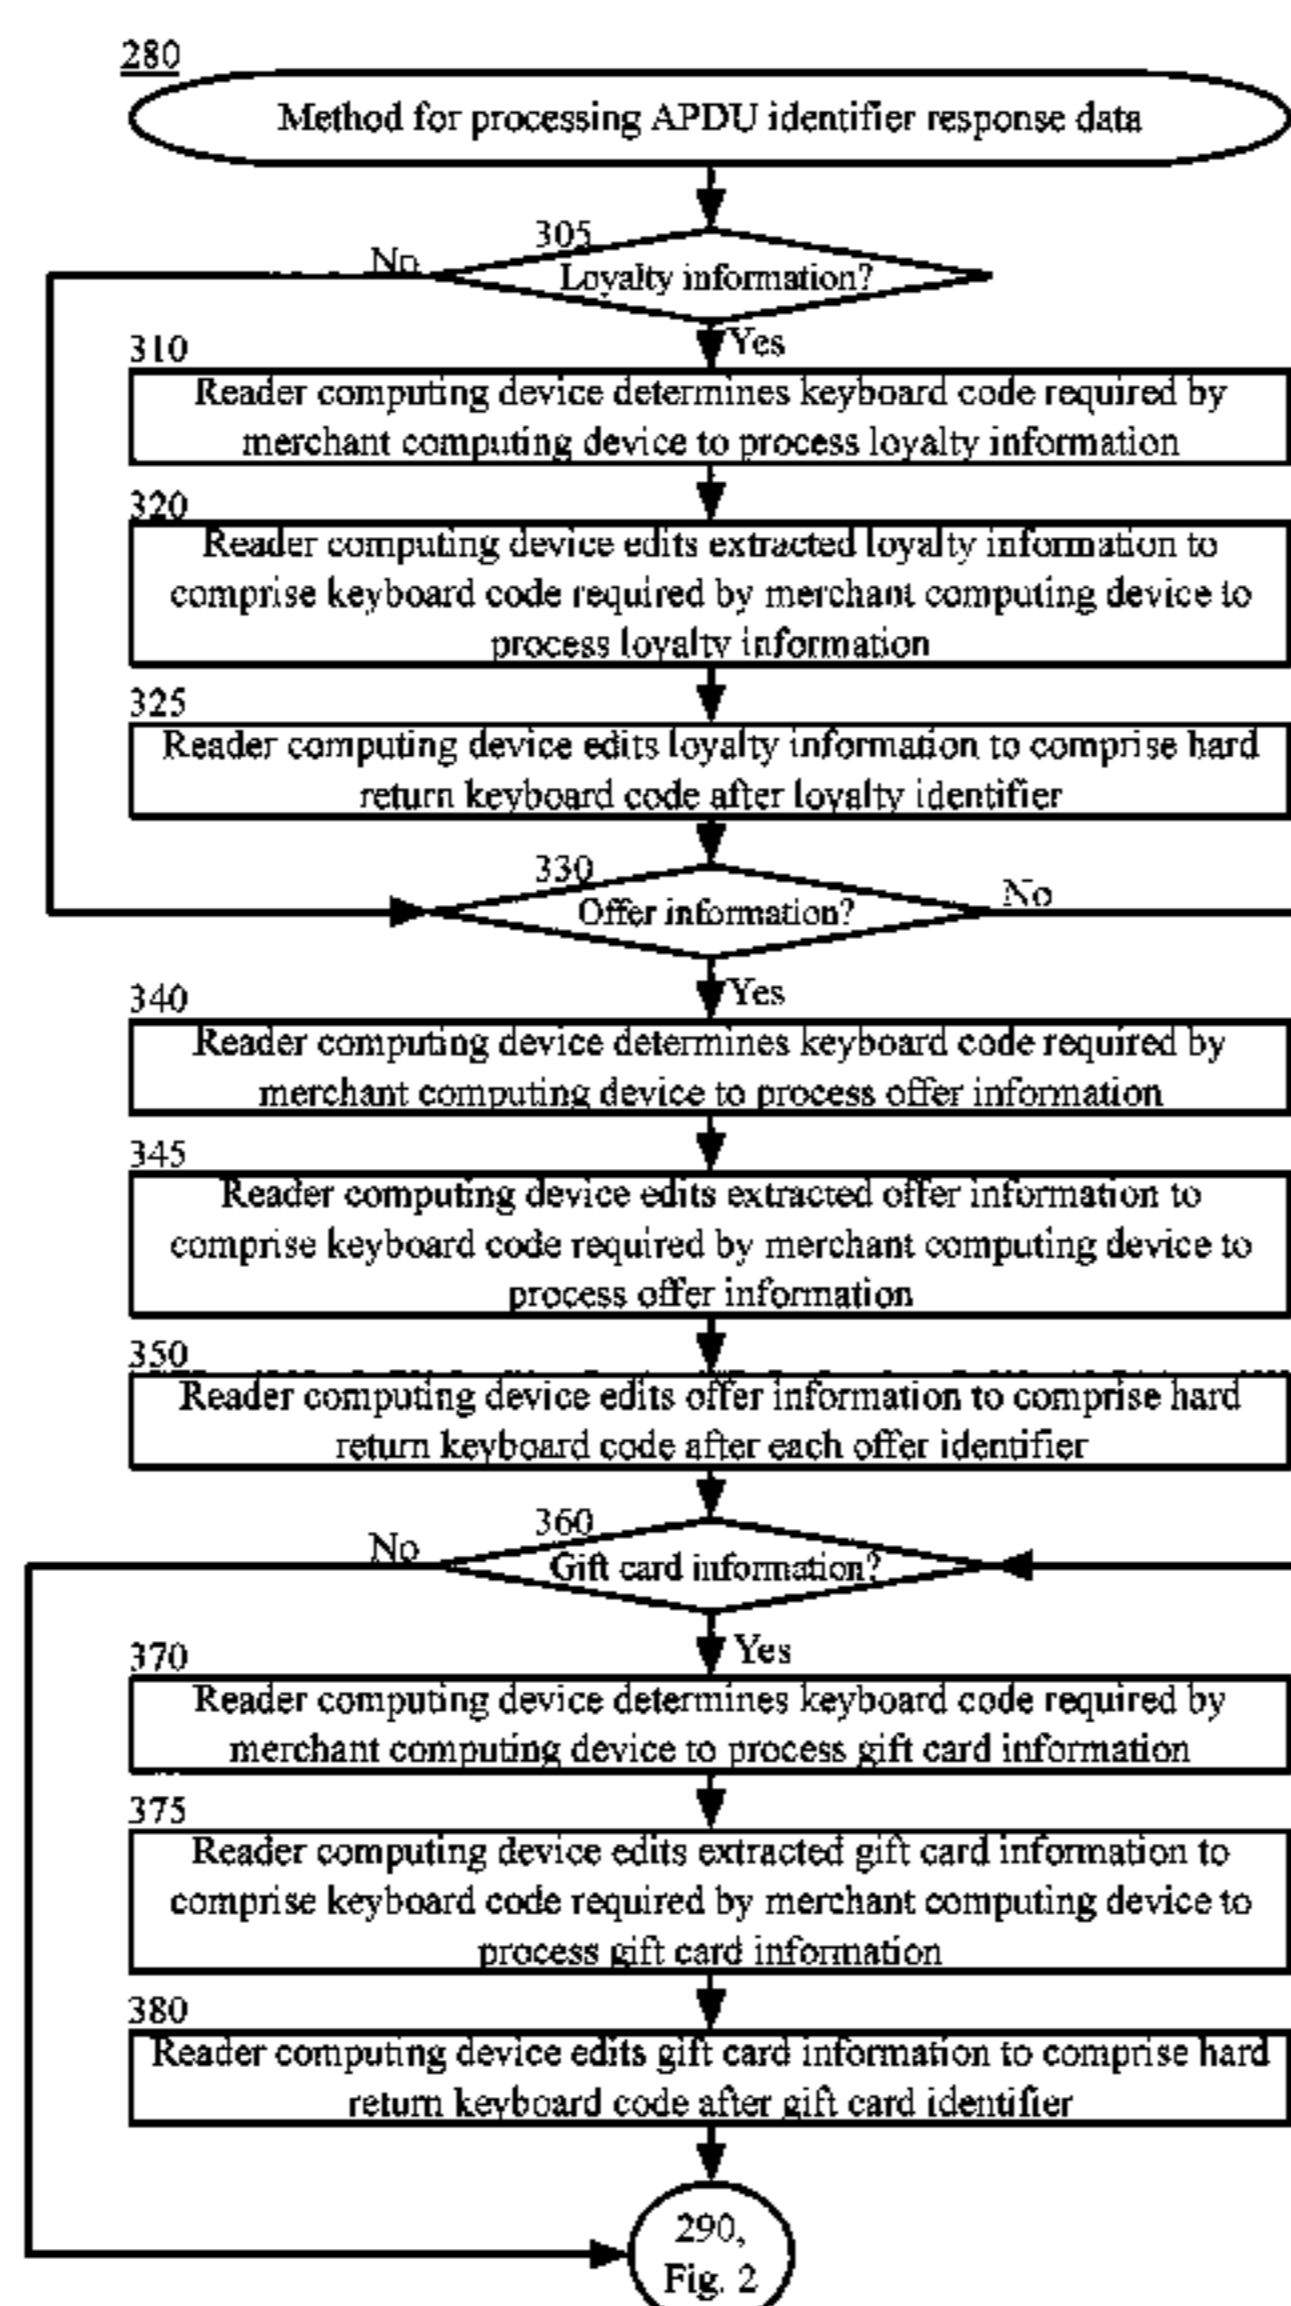 280
Method for processing APDU identifier response data
305
No
Loyalty information?
Yes
310
Reader computing device determines keyboard code required by
merchant computing device to process loyalty information
320
Reader computing device edits extracted loyalty information to
comprise keyboard code required by merchant computing device to
process loyalty information
325
Reader computing device edits loyalty information to comprise hard
return keyboard code after loyalty identifier
330
No
Offer information?
Yes
340
Reader computing device determines keyboard code required by
merchant computing device to process offer information
345
Reader computing device edits extracted offer information to
comprise keyboard code required by merchant computing device to
process offer information
350
Reader computing device edits offer information to comprise hard
return keyboard code after each offer identifier
360
No
Gift card information?
Yes
370
Reader computing device determines keyboard code required by
merchant computing device to process gift card information
375
Reader computing device edits extracted gift card information to
comprise keyboard code required by merchant computing device to
process gift card information
380
Reader computing device edits gift card information to comprise hard
return keyboard code after gift card identifier
290,
Fig. 2